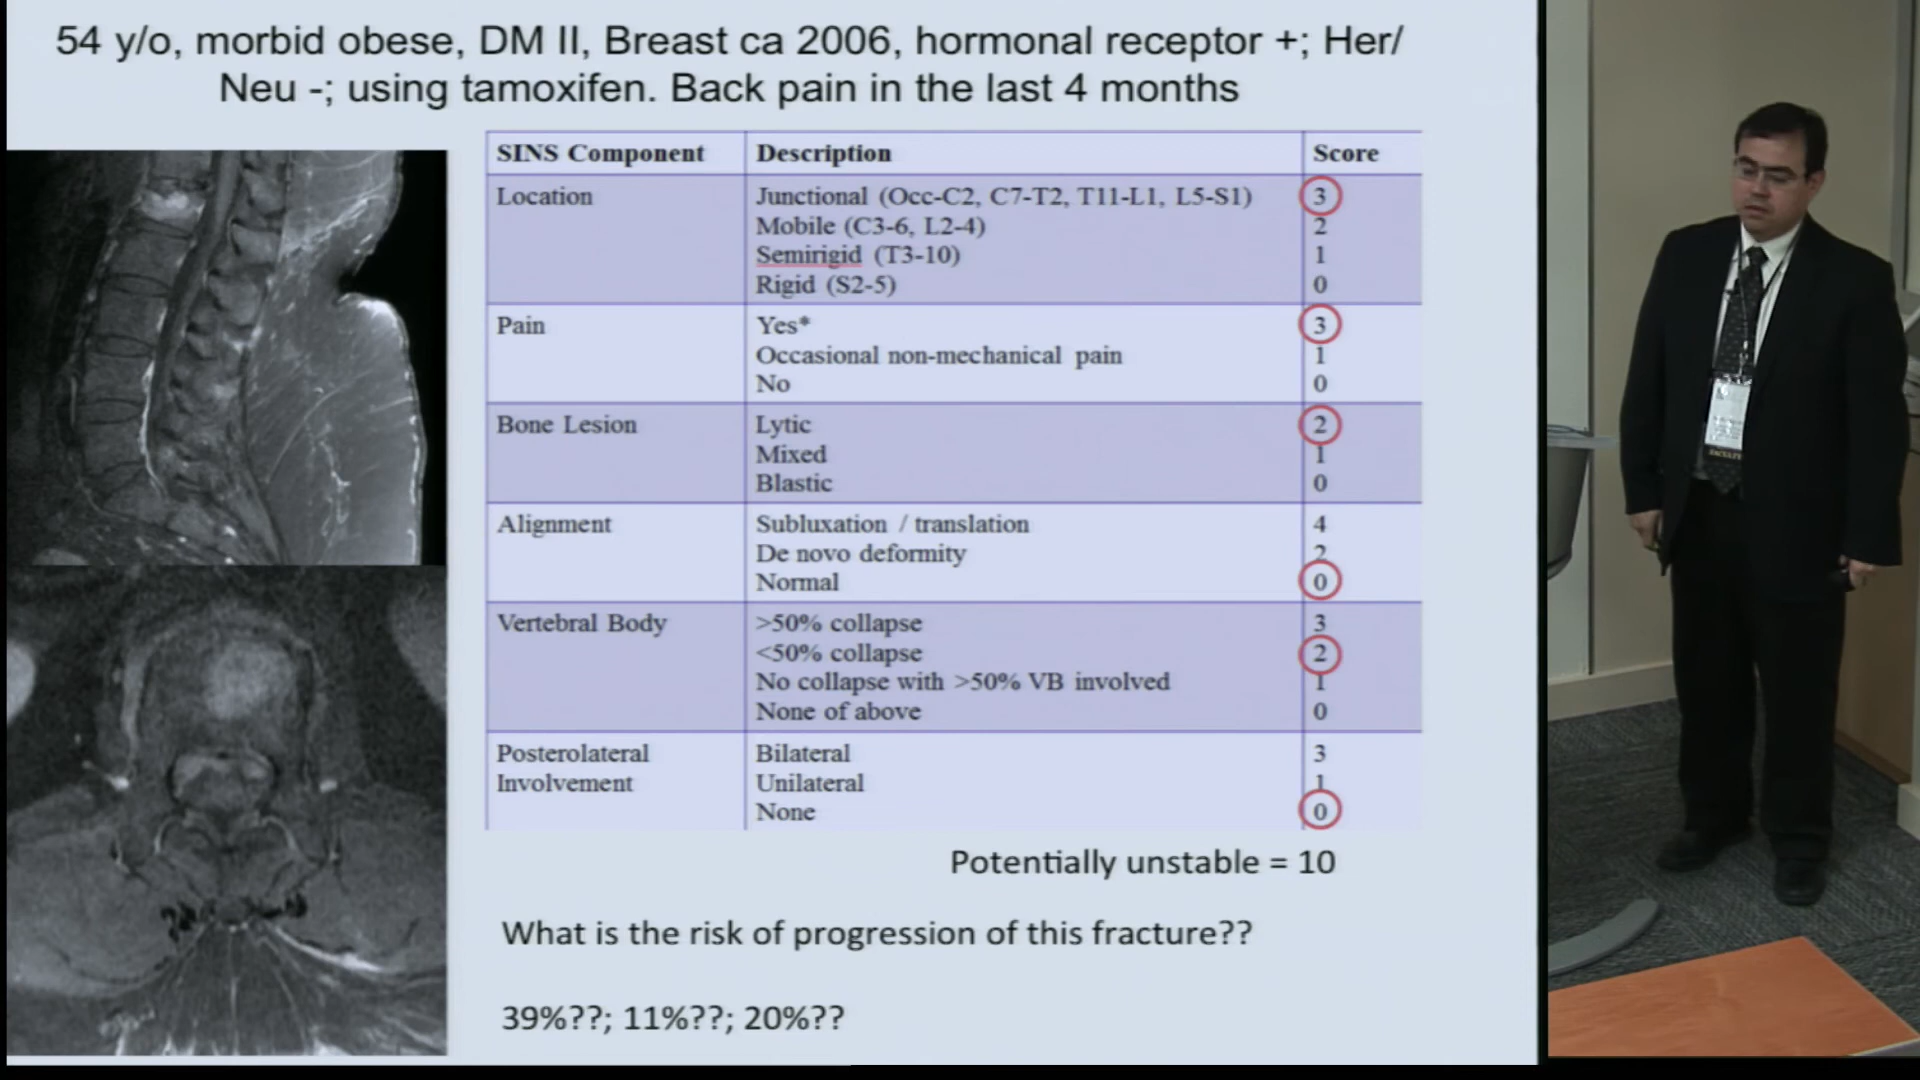 54 y/o, morbid obese, DM II, Breast ca 2006, hormonal receptor +; Her/
Neu -; using tamoxifen. Back pain in the last 4 months
SINS Component Description Score
Location Junctional (Occ-C2, C7-T2, T11-L1, L5-S1) 3
Mobile (C3-6, L2-4) 2
Semirigid (T3-10) 1
Rigid (S2-5) 0
Pain Yes* 3
Occasional non-mechanical pain 1
No 0
Bone Lesion Lytic 2
Mixed 1
Blastic 0
Alignment Subluxation / translation 4
De novo deformity 2
Normal 0
Vertebral Body >50% collapse 3
<50% collapse 2
No collapse with >50% VB involved 1
None of above 0
Posterolateral Bilateral 3
Involvement Unilateral 1
None 0
Potentially unstable = 10
What is the risk of progression of this fracture??
39%??; 11%??; 20%??
FACULTY